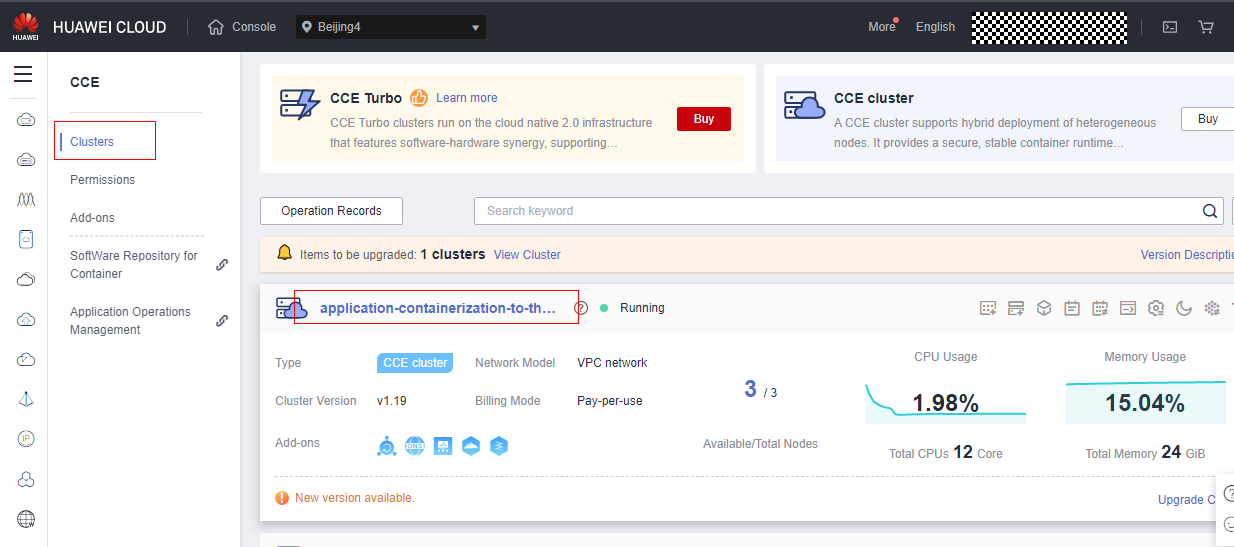 HUAWEI
HUAWEI CLOUD
Console
Beijing4
More
English
CCE
Clusters
Permissions
Add-ons
SoftWare Repository for
Container
Application Operations
Management
CCE Turbo
Learn more
CCE Turbo clusters run on the cloud native 2.0 infrastructure
that features software-hardware synergy, supporting…
Buy
CCE cluster
A CCE cluster supports hybrid deployment of heterogeneous
nodes. It provides a secure, stable container runtime…
Buy
Operation Records
Search keyword
Items to be upgraded: 1 clusters View Cluster
Version Descriptio
application-containerization-to-th…
? Running
Type CCE cluster Network Model VPC network
Cluster Version v1.19 Billing Mode Pay-per-use
Add-ons
DNS
3 / 3
Available/Total Nodes
CPU Usage
1.98%
Total CPUs 12 Core
Memory Usage
15.04%
Total Memory 24 GiB
New version available.
Upgrade C
IP
W